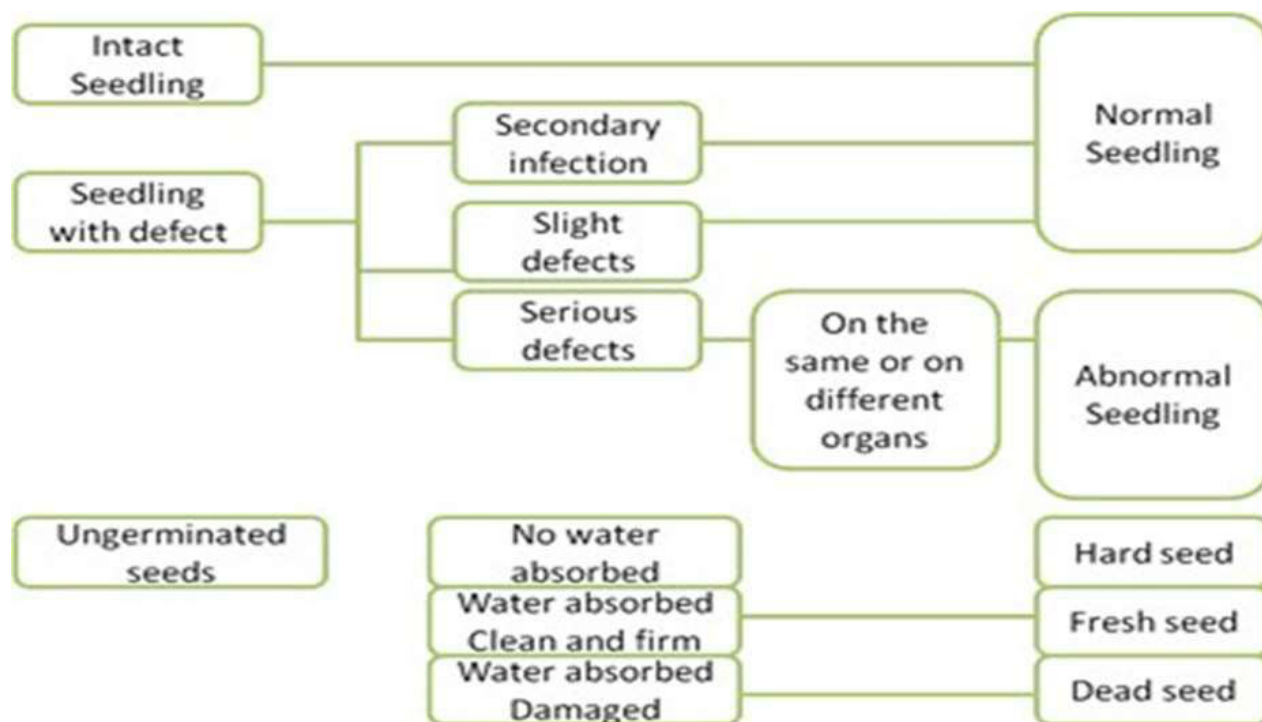 Intact
Seedling
Seedling
with defect
Secondary
infection
Slight
defects
Serious
defects
On the
same or on
different
organs
Normal
Seedling
Abnormal
Seedling
Ungerminated
seeds
No water
absorbed
Water absorbed
Clean and firm
Water absorbed
Damaged
Hard seed
Fresh seed
Dead seed